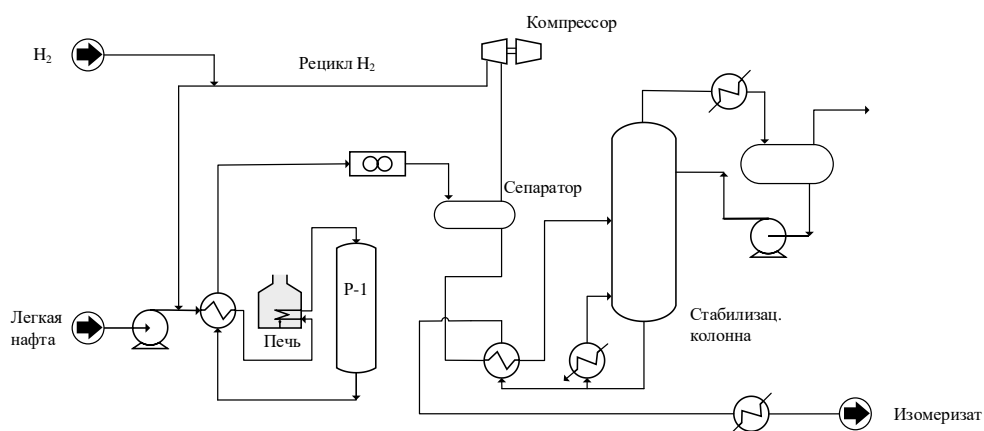 Компрессор
H₂
Рецикл H₂
Сепаратор
Р-1
Легкая
нафта
Печь
Стабилизац.
колонна
Изомеризат